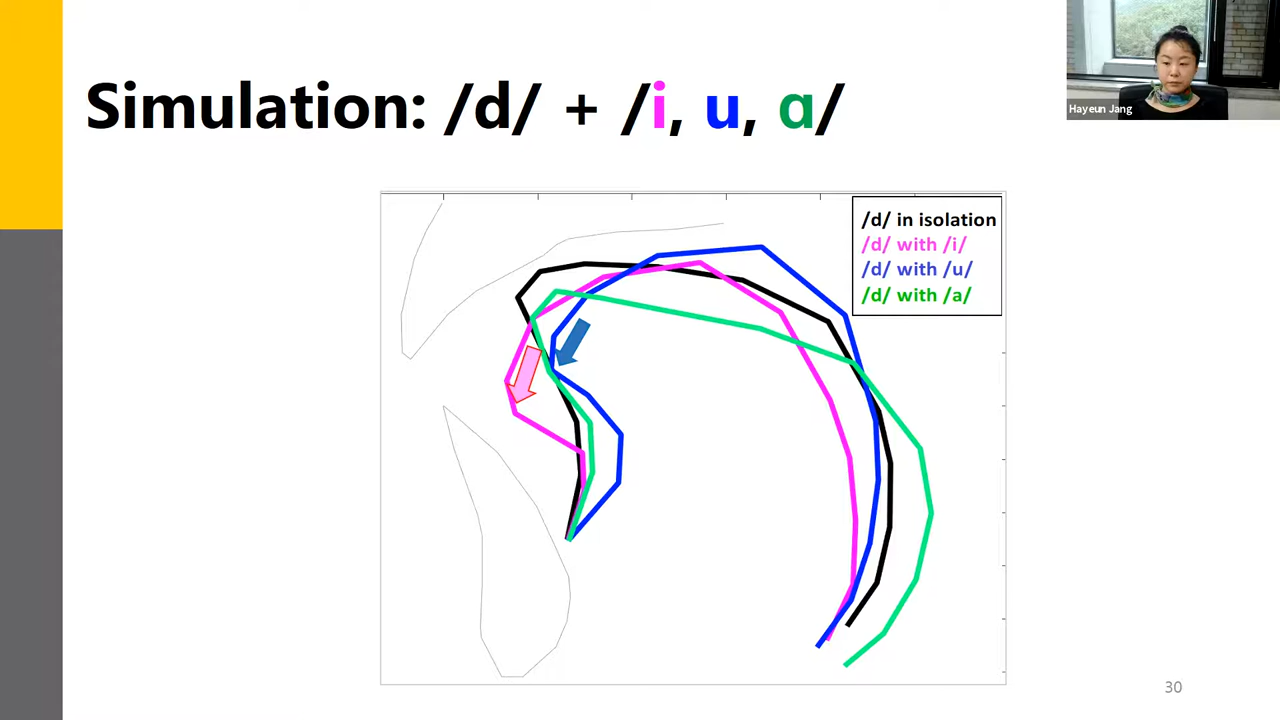 Simulation: /d/ + /i, u, ɑ/
Hayeun Jang
/d/ in isolation
/d/ with /i/
/d/ with /u/
/d/ with /a/
30